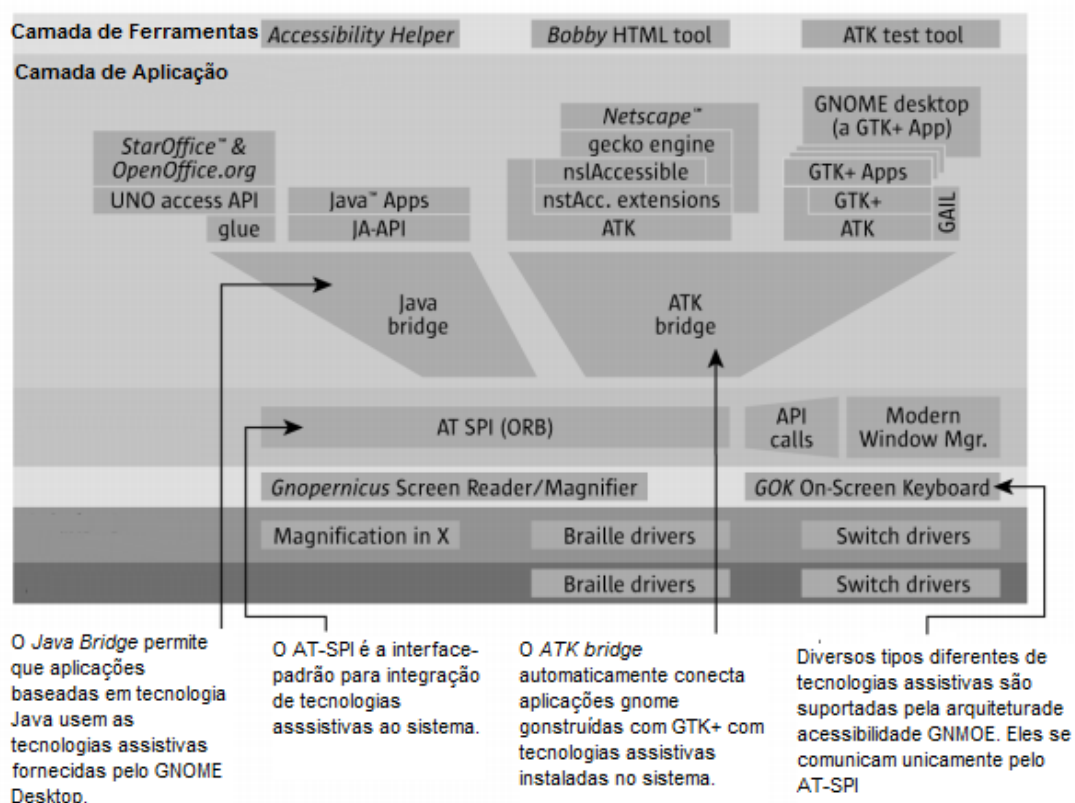 Camada de Ferramentas Accessibility Helper Bobby HTML tool ATK test tool
Camada de Aplicação
StarOffice™ &
OpenOffice.org
UNO access API
glue
Java™ Apps
JA-API
Netscape™
gecko engine
nslAccessible
nstAcc. extensions
ATK
GNOME desktop
(a GTK+ App)
GTK+ Apps
GTK+
ATK
GAIL
Java
bridge
ATK
bridge
AT SPI (ORB)
API
calls
Modern
Window Mgr.
Gnopernicus Screen Reader/Magnifier
GOK On-Screen Keyboard
Magnification in X Braille drivers Switch drivers
Braille drivers Switch drivers
O Java Bridge permite
que aplicações
baseadas em tecnologia
Java usem as
tecnologias assistivas
fornecidas pelo GNOME
Desktop.
O AT-SPI é a interface-
padrão para integração
de tecnologias
asssistivas ao sistema.
O ATK bridge
automaticamente conecta
aplicações gnome
gonstruídas com GTK+ com
tecnologias assistivas
instaladas no sistema.
Diversos tipos diferentes de
tecnologias assistivas são
suportadas pela arquiteturade
acessibilidade GNMOE. Eles se
comunicam unicamente pelo
AT-SPI